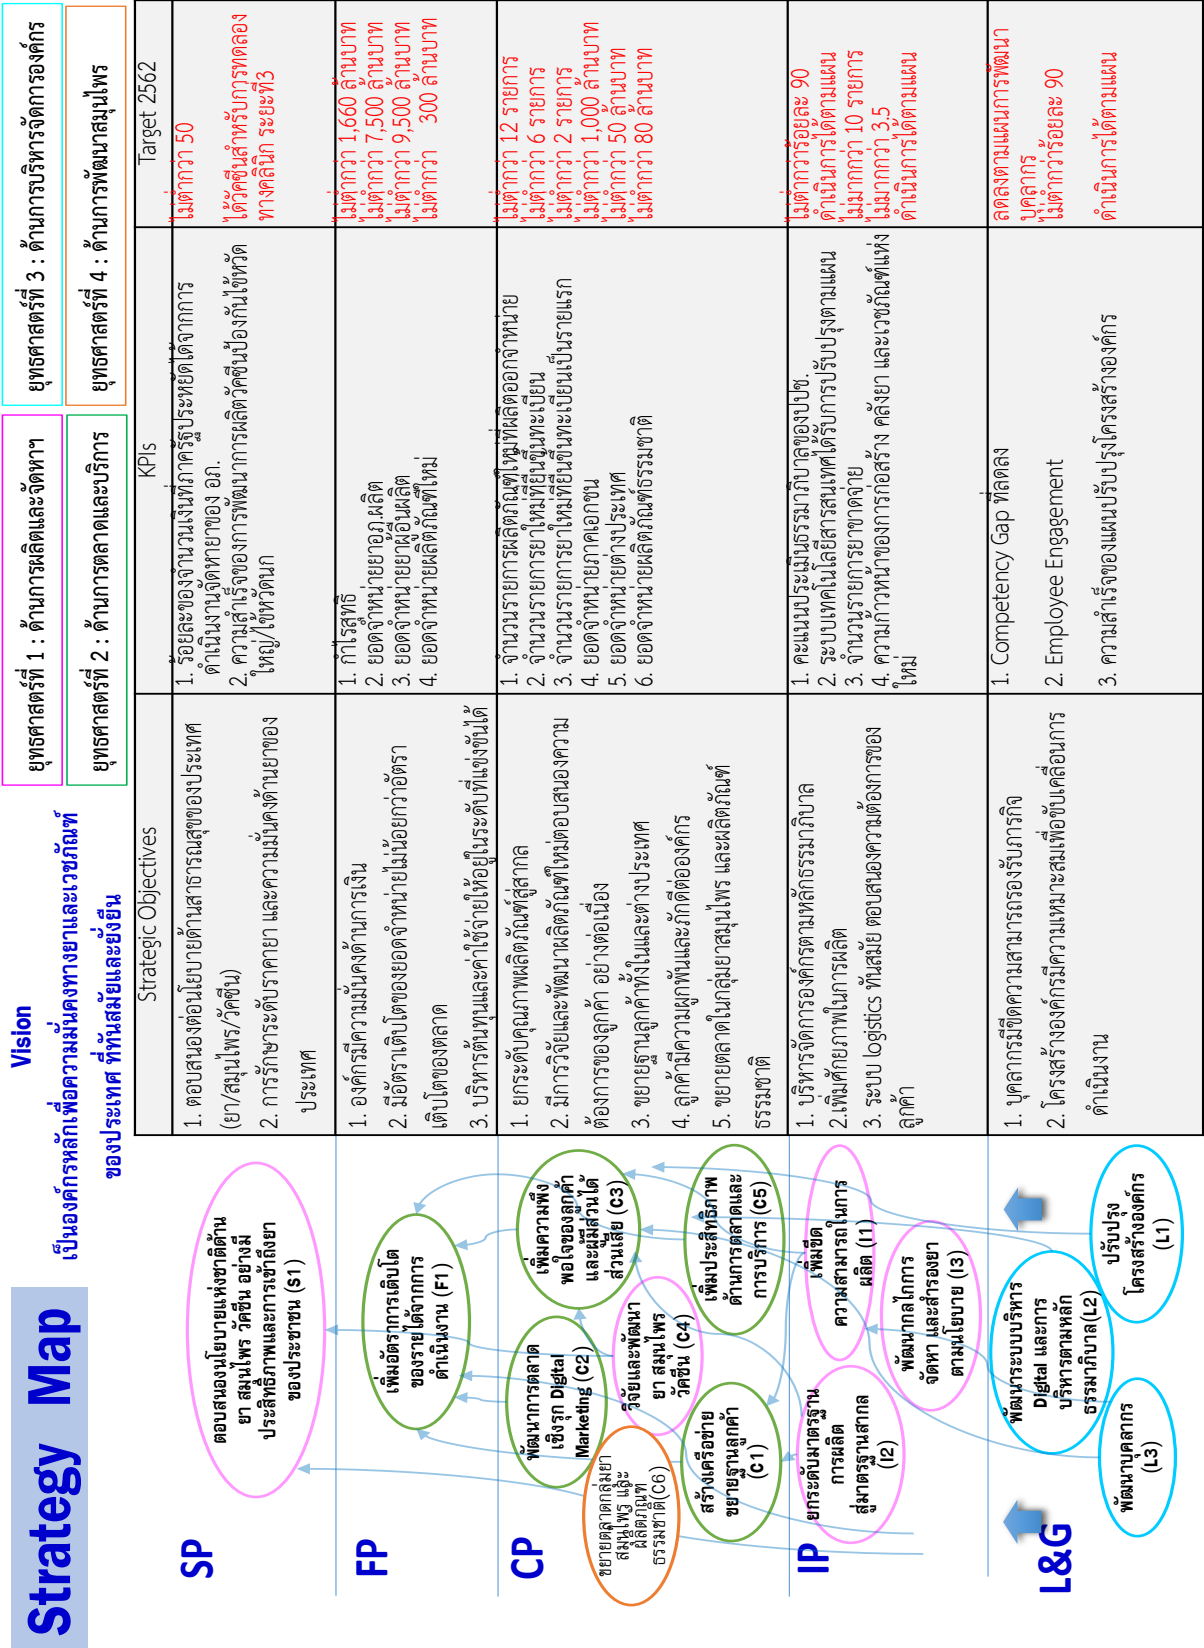 Strategy Map
Vision
เป็นองค์กรหลักเพื่อความมั่นคงทางยาและเวชภัณฑ์
ของประเทศ ที่ทันสมัยและยั่งยืน
ยุทธศาสตร์ที่ 1 : ด้านการผลิตและจัดหาฯ
ยุทธศาสตร์ที่ 3 : ด้านการบริหารจัดการองค์กร
ยุทธศาสตร์ที่ 2 : ด้านการตลาดและบริการ
ยุทธศาสตร์ที่ 4 : ด้านการพัฒนาสมุนไพร
Strategic Objectives
KPIs
Target 2562
SP
ตอบสนองนโยบายแห่งชาติด้าน
ยา สมุนไพร วัคซีน อย่างมี
ประสิทธิภาพและการเข้าถึงยา
ของประชาชน (S1)
1. ตอบสนองต่อนโยบายด้านสาธารณสุขของประเทศ
(ยา/สมุนไพร/วัคซีน)
2. การรักษาระดับราคายา และความมั่นคงด้านยาของ
ประเทศ
1. ร้อยละของจำนวนเงินที่ภาครัฐประหยัดได้จากการ
ดำเนินงานจัดหายาของ อภ.
2. ความสำเร็จของการพัฒนาการผลิตวัคซีนป้องกันไข้หวัด
ใหญ่/ไข้หวัดนก
ไม่ต่ำกว่า 50
ได้วัคซีนสำหรับการทดลอง
ทางคลินิก ระยะที่3
FP
เพิ่มอัตราการเติบโต
ของรายได้จากการ
ดำเนินงาน (F1)
1. องค์กรมีความมั่นคงด้านการเงิน
2. มีอัตราเติบโตของยอดจำหน่ายไม่น้อยกว่าอัตรา
เติบโตของตลาด
3. บริหารต้นทุนและค่าใช้จ่ายให้อยู่ในระดับที่แข่งขันได้
1. กำไรสุทธิ
2. ยอดจำหน่ายยาอภ.ผลิต
3. ยอดจำหน่ายยาผู้อื่นผลิต
4. ยอดจำหน่ายผลิตภัณฑ์ใหม่
ไม่ต่ำกว่า 1,660 ล้านบาท
ไม่ต่ำกว่า 7,500 ล้านบาท
ไม่ต่ำกว่า 9,500 ล้านบาท
ไม่ต่ำกว่า 300 ล้านบาท
CP
พัฒนาการตลาด
เชิงรุก Digital
Marketing (C2)
เพิ่มความพึง
พอใจของลูกค้า
และผู้มีส่วนได้
ส่วนเสีย (C3)
ขยายตลาดกลุ่มยา
สมุนไพร และ
ผลิตภัณฑ์
ธรรมชาติ(C6)
วิจัยและพัฒนา
ยา สมุนไพร
วัคซีน (C4)
สร้างเครือข่าย
ขยายฐานลูกค้า
(C1)
เพิ่มประสิทธิภาพ
ด้านการตลาดและ
การบริการ (C5)
1. ยกระดับคุณภาพผลิตภัณฑ์สู่สากล
2. มีการวิจัยและพัฒนาผลิตภัณฑ์ใหม่ตอบสนองความ
ต้องการของลูกค้า อย่างต่อเนื่อง
3. ขยายฐานลูกค้าทั้งในและต่างประเทศ
4. ลูกค้ามีความผูกพันและภักดีต่อองค์กร
5. ขยายตลาดในกลุ่มยาสมุนไพร และผลิตภัณฑ์
ธรรมชาติ
1. จำนวนรายการผลิตภัณฑ์ใหม่ที่ผลิตออกจำหน่าย
2. จำนวนรายการยาใหม่ที่ยื่นขึ้นทะเบียน
3. จำนวนรายการยาใหม่ที่ยื่นขึ้นทะเบียนเป็นรายแรก
4. ยอดจำหน่ายภาคเอกชน
5. ยอดจำหน่ายต่างประเทศ
6. ยอดจำหน่ายผลิตภัณฑ์ธรรมชาติ
ไม่ต่ำกว่า 12 รายการ
ไม่ต่ำกว่า 6 รายการ
ไม่ต่ำกว่า 2 รายการ
ไม่ต่ำกว่า 1,000 ล้านบาท
ไม่ต่ำกว่า 50 ล้านบาท
ไม่ต่ำกว่า 80 ล้านบาท
IP
ยกระดับมาตรฐาน
การผลิต
สู่มาตรฐานสากล
(I2)
เพิ่มขีด
ความสามารถในการ
ผลิต (I1)
พัฒนากลไกการ
จัดหา และสำรองยา
ตามนโยบาย (I3)
1. บริหารจัดการองค์กรตามหลักธรรมาภิบาล
2.เพิ่มศักยภาพในการผลิต
3. ระบบ logistics ทันสมัย ตอบสนองความต้องการของ
ลูกค้า
1. คะแนนประเมินธรรมาภิบาลของปปช.
2. ระบบเทคโนโลยีสารสนเทศได้รับการปรับปรุงตามแผน
3. จำนวนรายการยาขาดจ่าย
4. ความก้าวหน้าของการก่อสร้าง คลังยา และเวชภัณฑ์แห่ง
ใหม่
ไม่ต่ำกว่าร้อยละ 90
ดำเนินการได้ตามแผน
ไม่มากกว่า 10 รายการ
ไม่มากกว่า 3.5
ดำเนินการได้ตามแผน
L&G
พัฒนาระบบบริหาร
Digital และการ
บริหารตามหลัก
ธรรมาภิบาล(L2)
พัฒนาบุคลากร
(L3)
ปรับปรุง
โครงสร้างองค์กร
(L1)
1. บุคลากรมีขีดความสามารถรองรับภารกิจ
2. โครงสร้างองค์กรมีความเหมาะสมเพื่อขับเคลื่อนการ
ดำเนินงาน
1. Competency Gap ที่ลดลง
2. Employee Engagement
3. ความสำเร็จของแผนปรับปรุงโครงสร้างองค์กร
ลดลงตามแผนการพัฒนา
บุคลากร
ไม่ต่ำกว่าร้อยละ 90
ดำเนินการได้ตามแผน